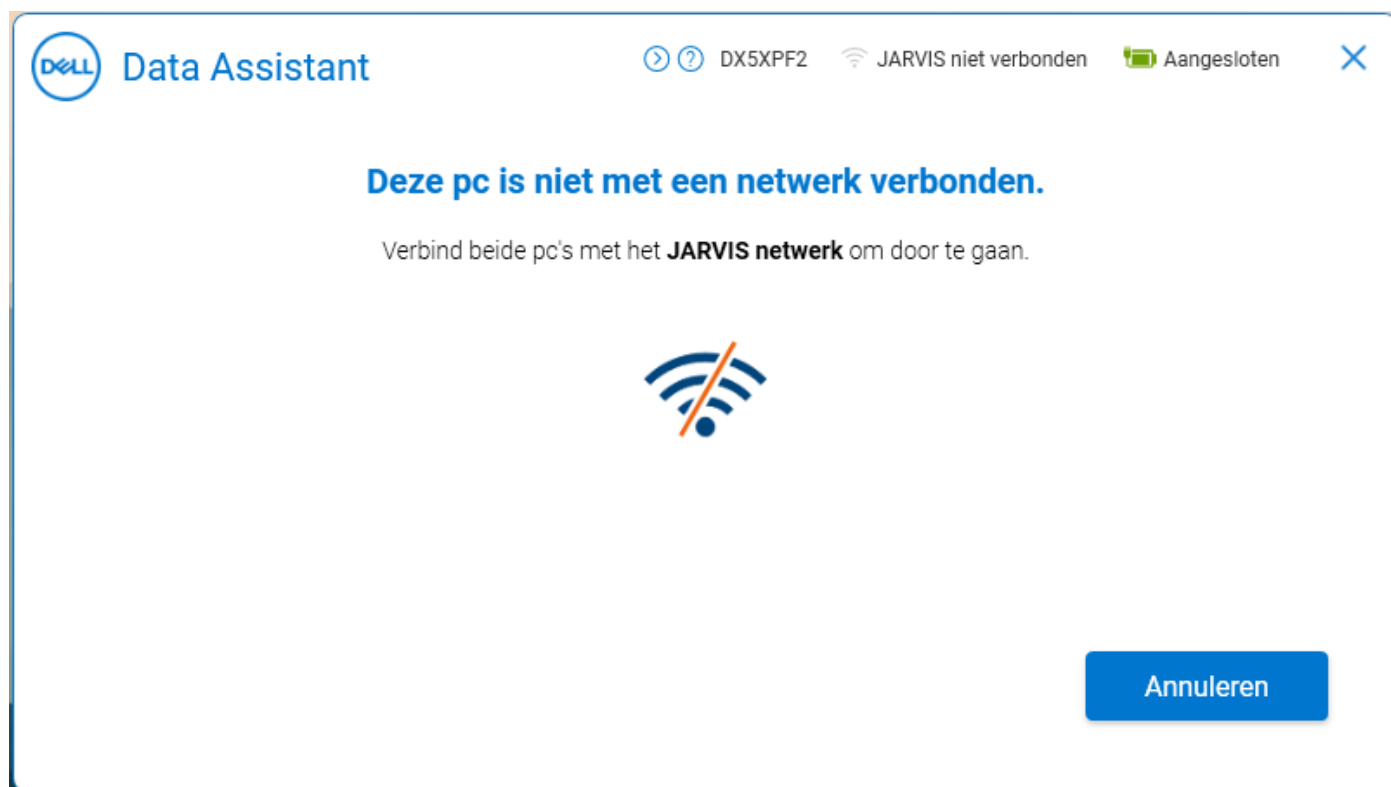 DELL Data Assistant DX5XPF2 JARVIS niet verbonden Aangesloten
Deze pc is niet met een netwerk verbonden.
Verbind beide pc's met het JARVIS netwerk om door te gaan.
Annuleren